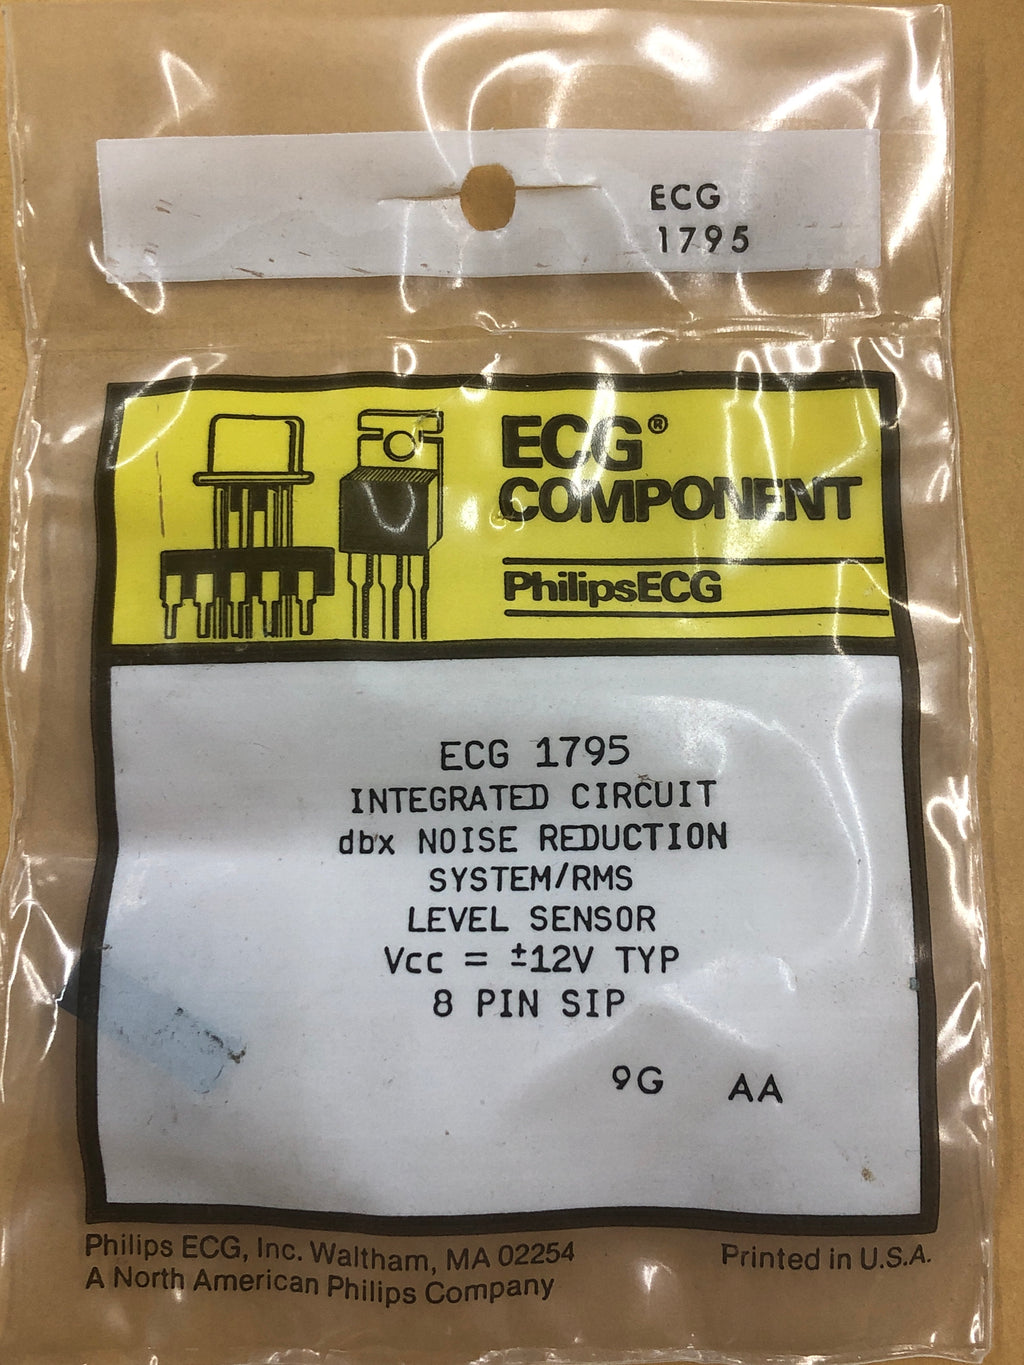 ECG
1795
ECG®
COMPONENT
PhilipsECG
ECG 1795
INTEGRATED CIRCUIT
dbx NOISE REDUCTION
SYSTEM/RMS
LEVEL SENSOR
Vcc = ±12V TYP
8 PIN SIP
9G AA
Philips ECG, Inc. Waltham, MA 02254
A North American Philips Company
Printed in U.S.A.